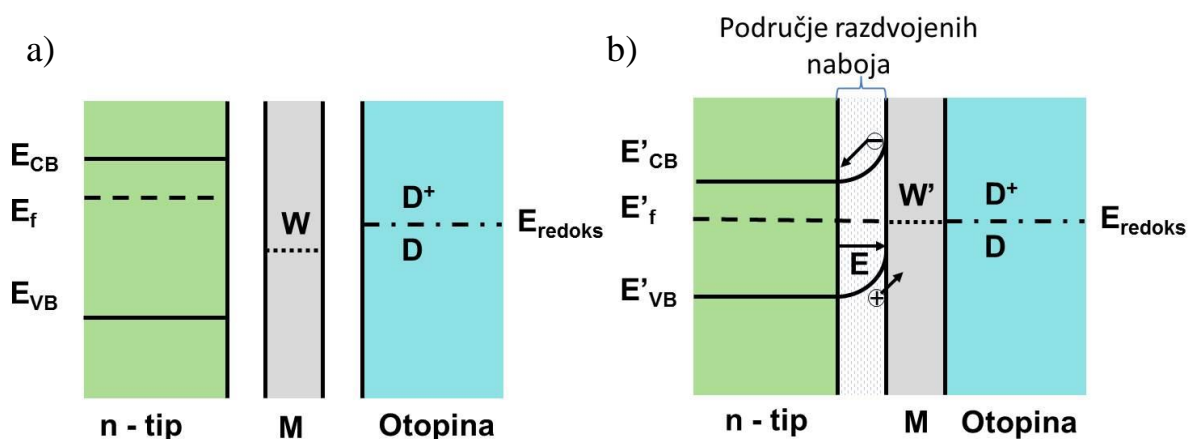 a)
E_CB
E_f
E_VB
W
D⁺
D
E_redoks
n - tip
M
Otopina
b)
Područje razdvojenih
naboja
E'_CB
E'_f
E'_VB
−
E
+
W'
D⁺
D
E_redoks
n - tip
M
Otopina